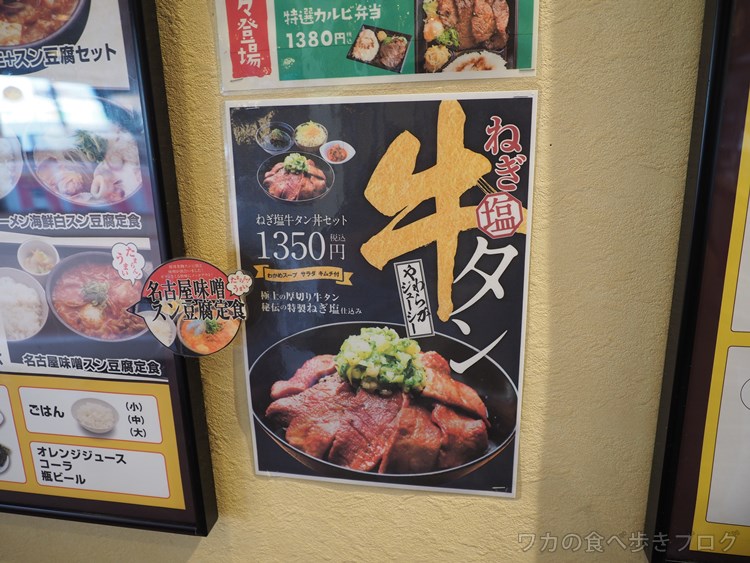 々登場
特選カルビ弁当
1380円税込
ねぎ塩牛タン
やわらかジューシー
ねぎ塩牛タン丼セット
1350円税込
わかめスープ サラダ キムチ付
極上の厚切り牛タン
秘伝の特製ねぎ塩仕込み
+スン豆腐セット
ーメン海鮮白スン豆腐定食
名古屋味噌
スン豆腐定食
名古屋味噌スン豆腐定食
ごはん
(小)
(中)
(大)
オレンジジュース
コーラ
瓶ビール
ワカの食べ歩きブログ